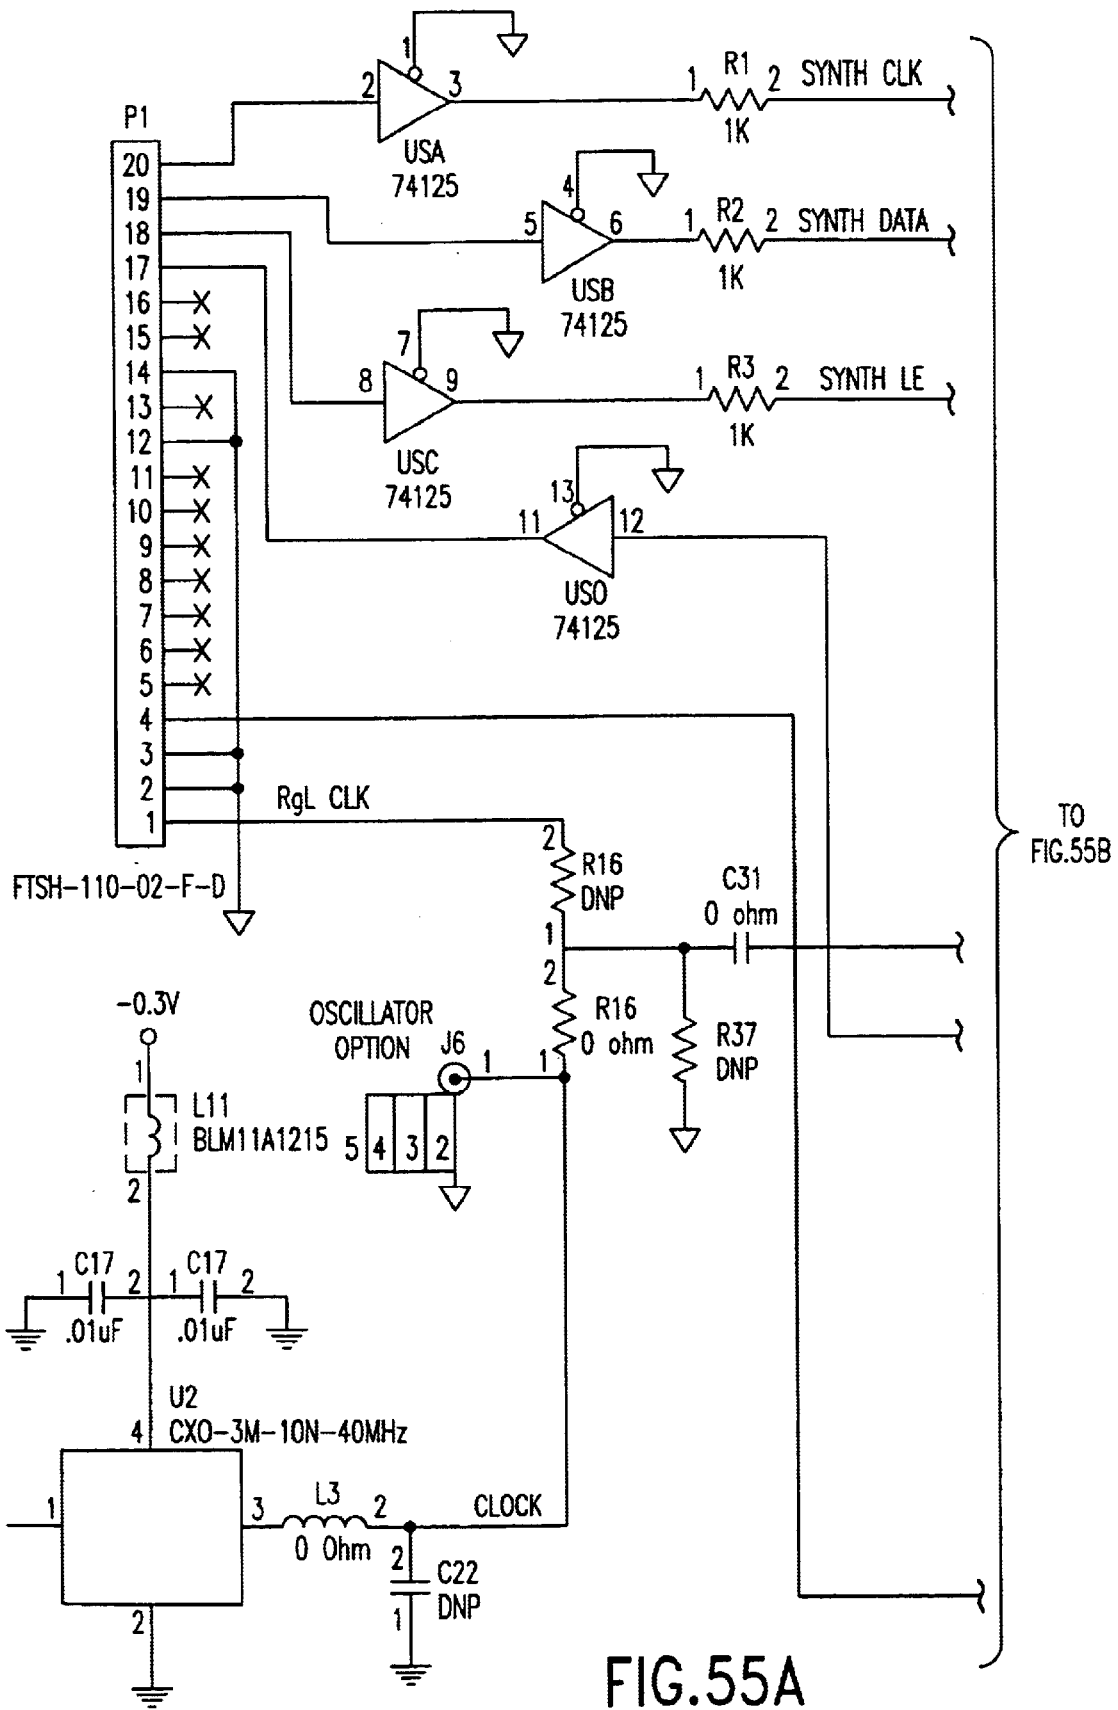 1
2
3
USA
74125
R1
1
2
1K
SYNTH CLK
P1
20
19
18
17
16
15
14
13
12
11
10
9
8
7
6
5
4
3
2
1
FTSH-110-02-F-D
4
5
6
USB
74125
R2
1
2
1K
SYNTH DATA
7
8
9
USC
74125
R3
1
2
1K
SYNTH LE
13
11
12
USO
74125
TO
FIG.55B
RgL CLK
2
R16
DNP
1
C31
0 ohm
2
R16
0 ohm
1
R37
DNP
OSCILLATOR
OPTION
J6
1
5
4
3
2
-0.3V
1
L11
BLM11A1215
2
C17
1
2
.01uF
C17
1
2
.01uF
U2
CXO-3M-10N-40MHz
4
1
3
2
L3
2
0 Ohm
CLOCK
2
C22
DNP
1
FIG.55A